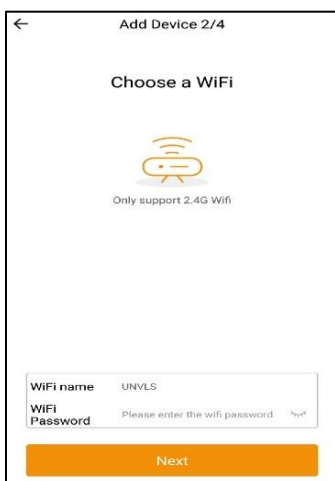 Add Device 2/4
Choose a WiFi
Only support 2.4G Wifi
WiFi name UNVLS
WiFi
Password Please enter the wifi password
Next